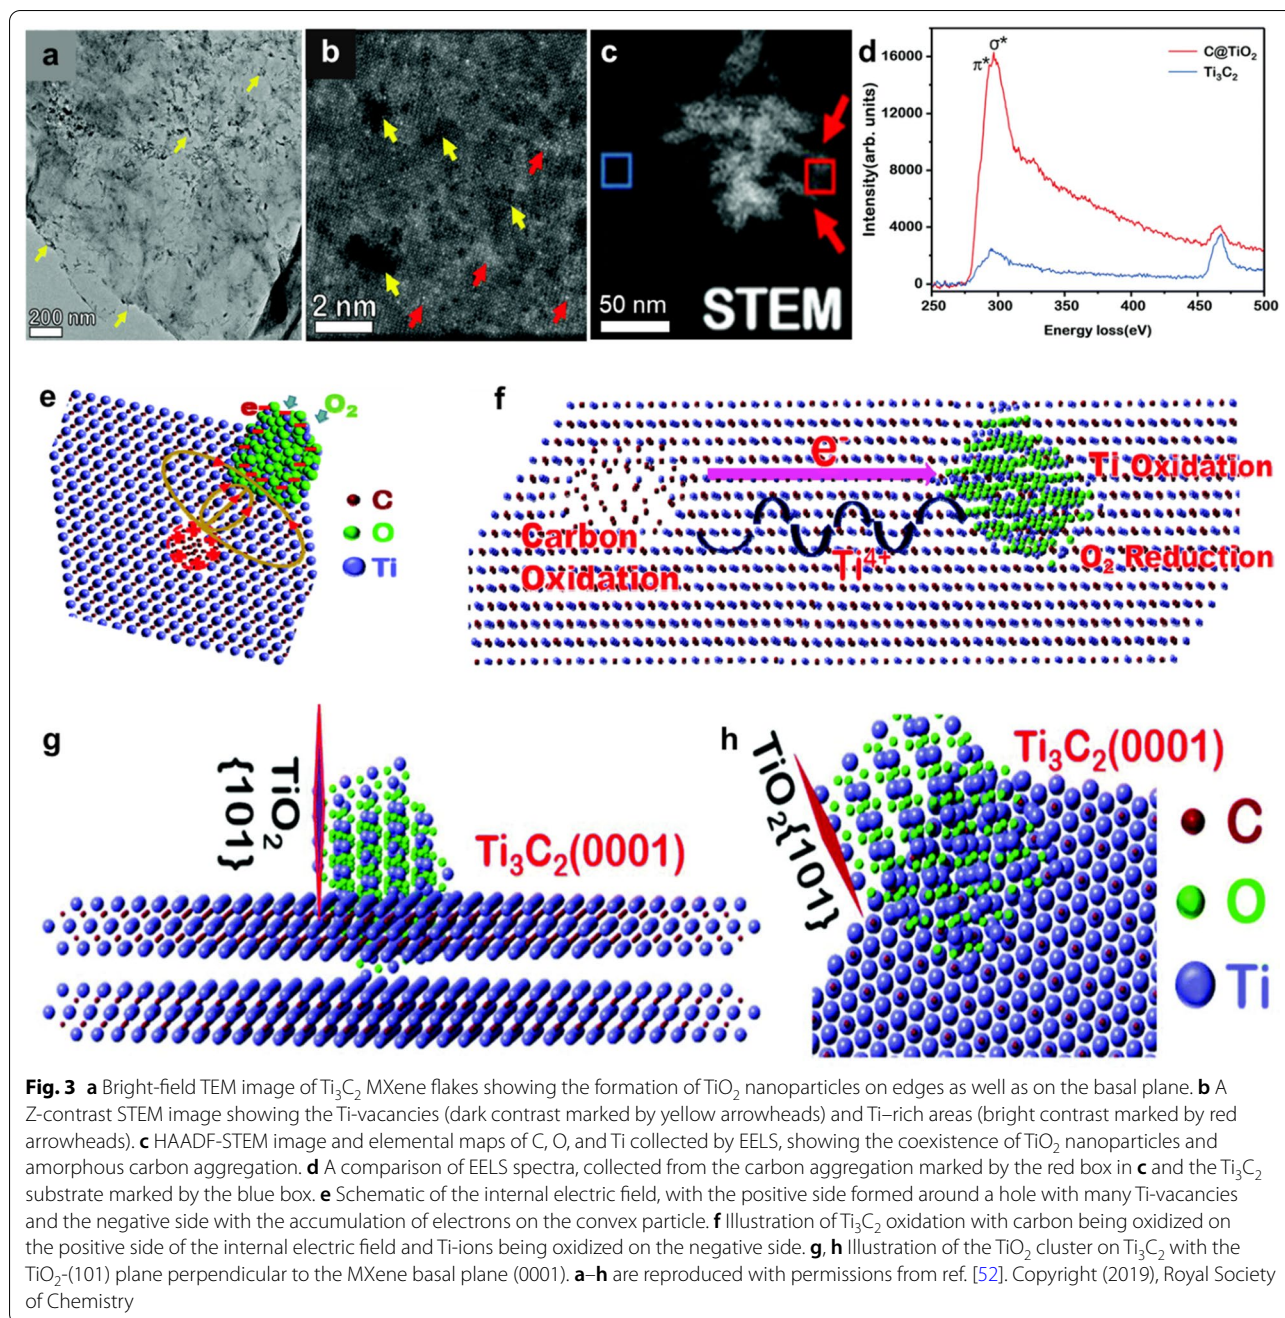 a
200 nm
b
2 nm
c
50 nm
STEM
d
16000
12000
8000
4000
0
Intensity(arb. units)
π*
σ*
C@TiO₂
Ti₃C₂
250
300
350
400
450
500
Energy loss(eV)
e
e-
O₂
C
O
Ti
f
e⁻
Ti Oxidation
Carbon
Oxidation
Ti⁴⁺
O₂ Reduction
g
TiO₂
{101}
Ti₃C₂(0001)
h
TiO₂{101}
Ti₃C₂(0001)
C
O
Ti
Fig. 3 a Bright-field TEM image of Ti₃C₂ MXene flakes showing the formation of TiO₂ nanoparticles on edges as well as on the basal plane. b A
Z-contrast STEM image showing the Ti-vacancies (dark contrast marked by yellow arrowheads) and Ti–rich areas (bright contrast marked by red
arrowheads). c HAADF-STEM image and elemental maps of C, O, and Ti collected by EELS, showing the coexistence of TiO₂ nanoparticles and
amorphous carbon aggregation. d A comparison of EELS spectra, collected from the carbon aggregation marked by the red box in c and the Ti₃C₂
substrate marked by the blue box. e Schematic of the internal electric field, with the positive side formed around a hole with many Ti-vacancies
and the negative side with the accumulation of electrons on the convex particle. f Illustration of Ti₃C₂ oxidation with carbon being oxidized on
the positive side of the internal electric field and Ti-ions being oxidized on the negative side. g, h Illustration of the TiO₂ cluster on Ti₃C₂ with the
TiO₂-(101) plane perpendicular to the MXene basal plane (0001). a–h are reproduced with permissions from ref. [52]. Copyright (2019), Royal Society
of Chemistry